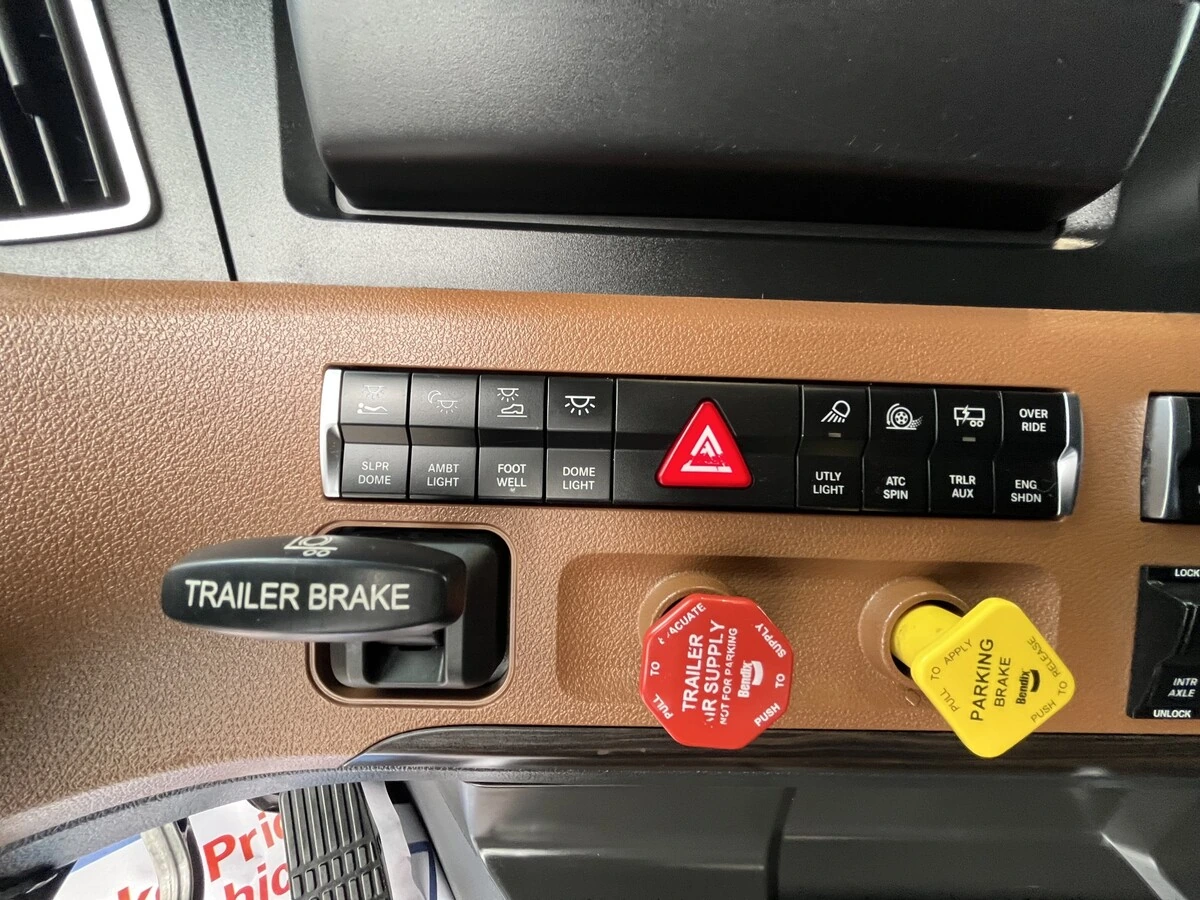 SLPR
DOME
AMBT
LIGHT
FOOT
WELL
DOME
LIGHT
UTLY
LIGHT
ATC
SPIN
TRLR
AUX
OVER
RIDE
ENG
SHDN
TRAILER BRAKE
PULL TO EVACUATE
TRAILER
AIR SUPPLY
NOT FOR PARKING
Bendix
PUSH TO SUPPLY
PULL TO APPLY
PARKING
BRAKE
Bendix
PUSH TO RELEASE
LOCK
INTR
AXLE
UNLOCK